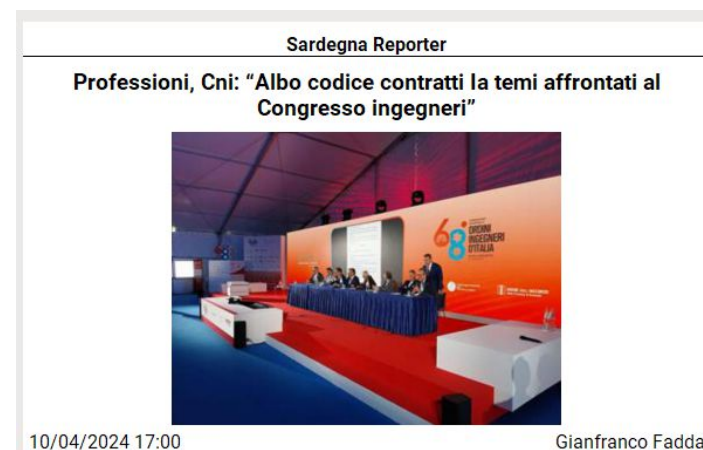 Sardegna Reporter
Professioni, Cni: “Albo codice contratti Ia temi affrontati al
Congresso ingegneri”
68°
ORDINI
INGEGNERI
D'ITALIA
10/04/2024 17:00
Gianfranco Fadda